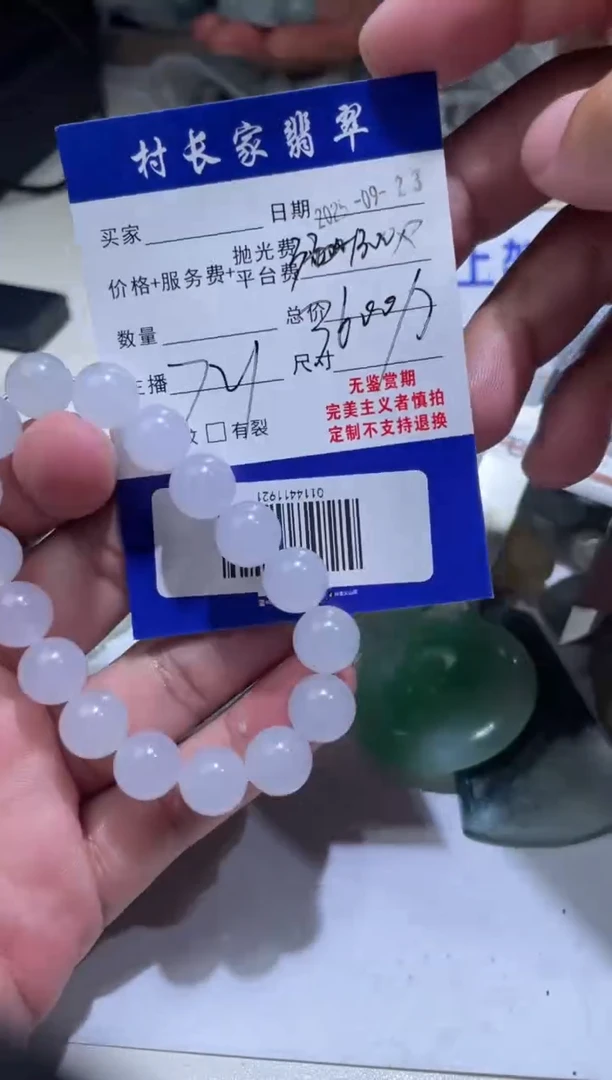 村长家翡翠
买家 日期 2025-09-23
价格+服务费+抛光费平台费
数量 总价
播 尺寸
无鉴赏期
完美主义者慎拍
定制不支持退换
有裂
0114411921